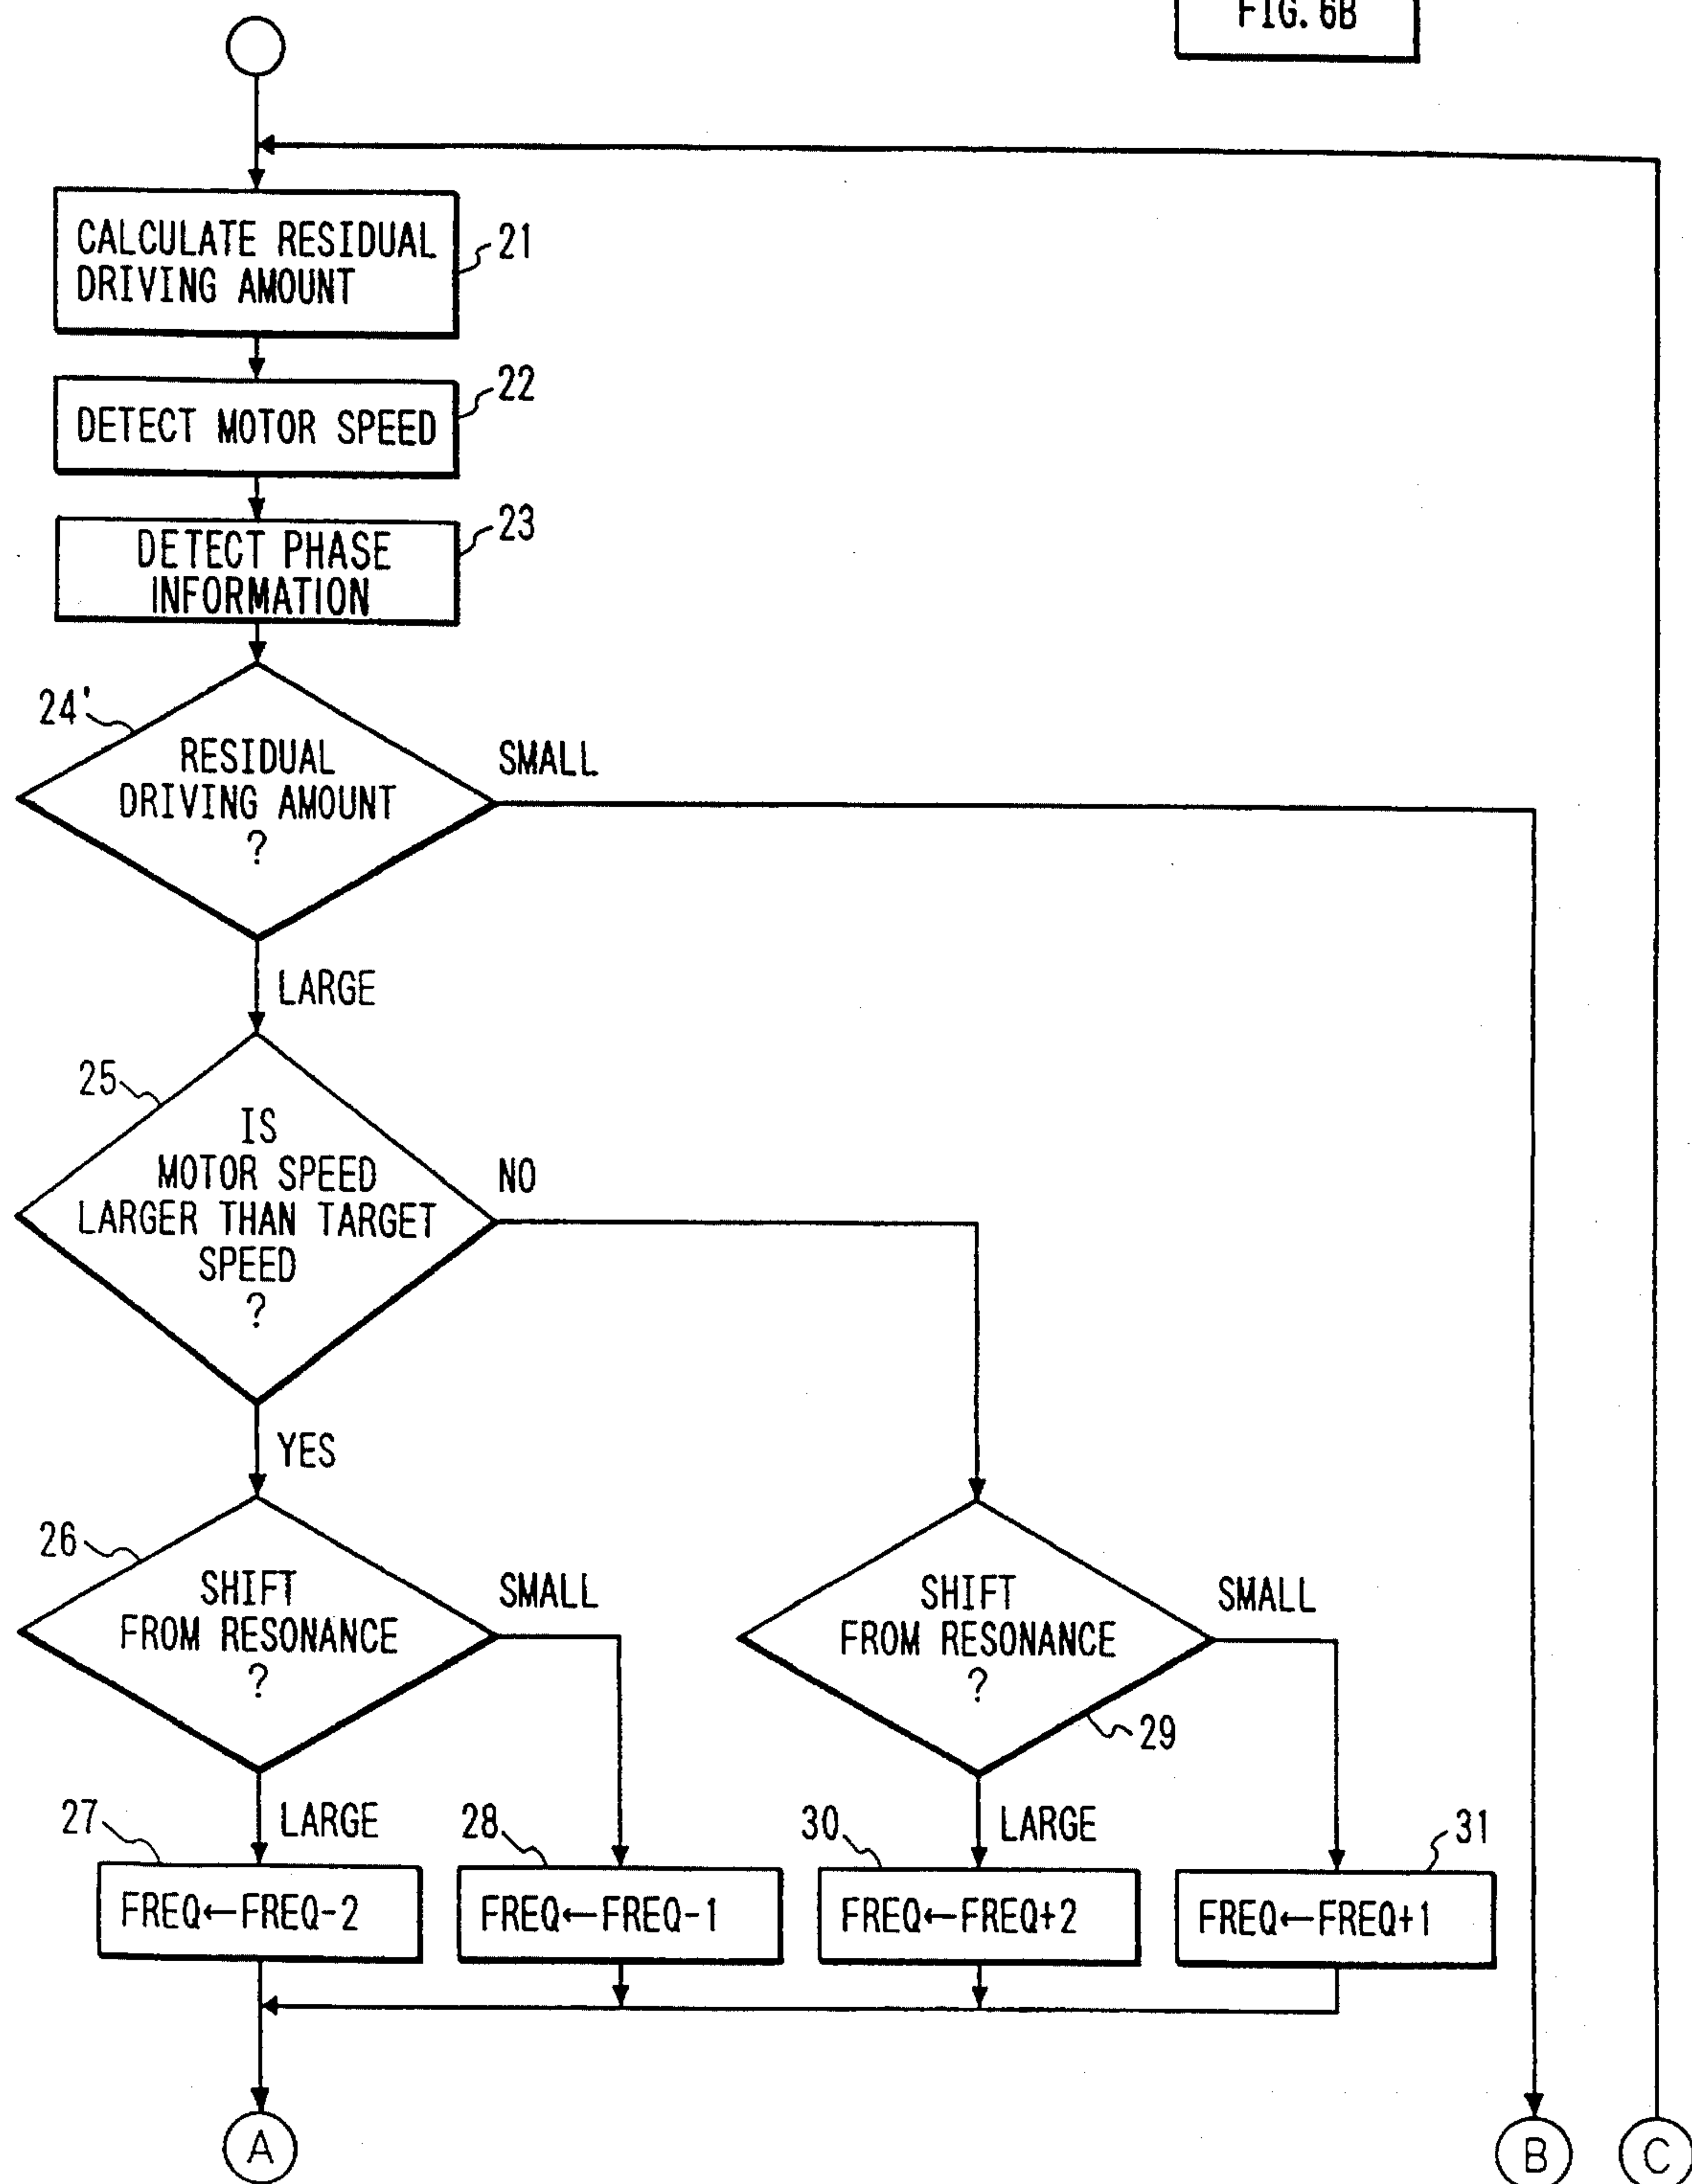 FIG. 6B
CALCULATE RESIDUAL
DRIVING AMOUNT
21
DETECT MOTOR SPEED
22
DETECT PHASE
INFORMATION
23
24'
RESIDUAL
DRIVING AMOUNT
?
SMALL
LARGE
25
IS
MOTOR SPEED
LARGER THAN TARGET
SPEED
?
NO
YES
26
SHIFT
FROM RESONANCE
?
SMALL
SHIFT
FROM RESONANCE
?
SMALL
29
27
LARGE
28
30
LARGE
31
FREQ←FREQ-2
FREQ←FREQ-1
FREQ←FREQ+2
FREQ←FREQ+1
A
B
C